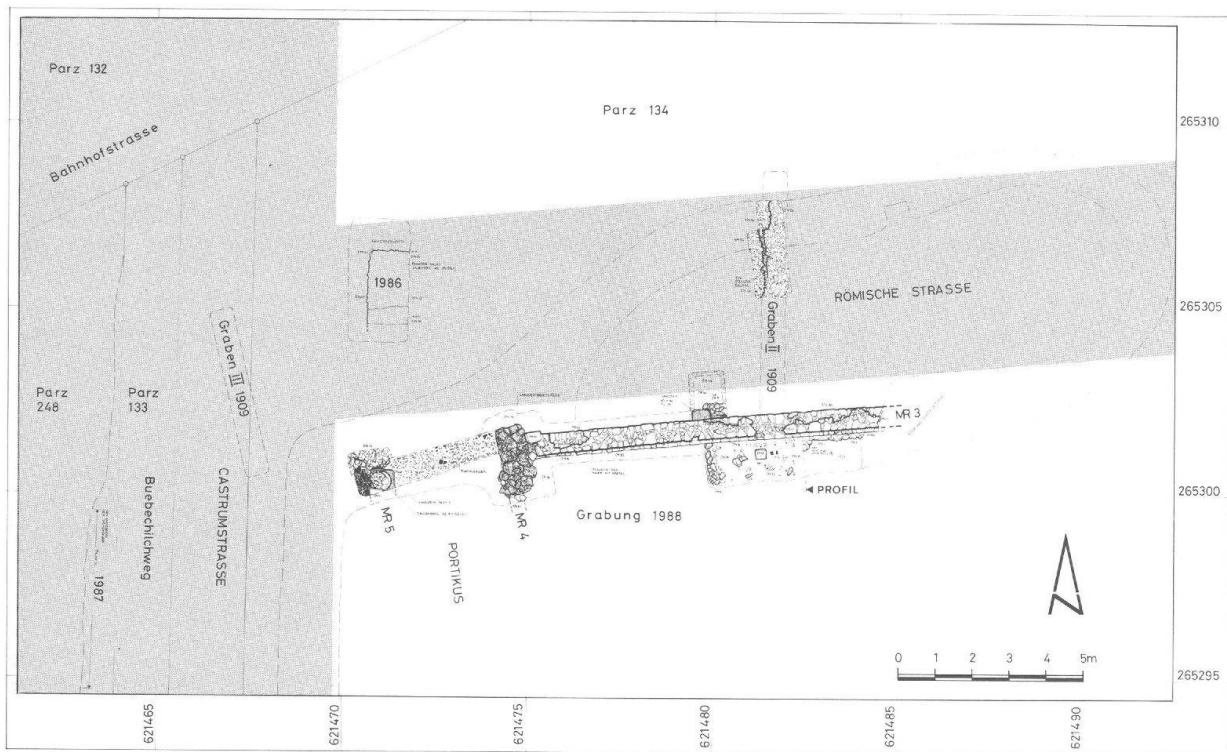 Parz 132
Parz 134
Bahnhofstrasse
265310
1986
RÖMISCHE STRASSE
265305
Graben III 1909
Graben II 1909
Parz
248
Parz
133
MR 3
265300
◄ PROFIL
MR 5
MR 4
Grabung 1988
PORTIKUS
Buebechilchweg
CASTRUMSTRASSE
1987
N
0 1 2 3 4 5m
265295
621465
621470
621475
621480
621485
621490